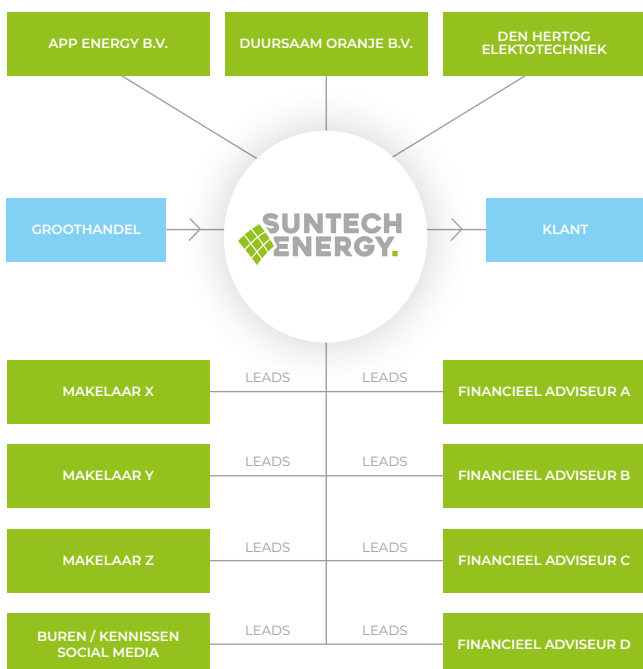 APP ENERGY B.V.
DUURSAAM ORANJE B.V.
DEN HERTOG
ELEKTOTECHNIEK
GROOTHANDEL
SUNTECH
ENERGY.
KLANT
MAKELAAR X
LEADS
LEADS
FINANCIEEL ADVISEUR A
MAKELAAR Y
LEADS
LEADS
FINANCIEEL ADVISEUR B
MAKELAAR Z
LEADS
LEADS
FINANCIEEL ADVISEUR C
BUREN / KENNISSEN
SOCIAL MEDIA
LEADS
LEADS
FINANCIEEL ADVISEUR D